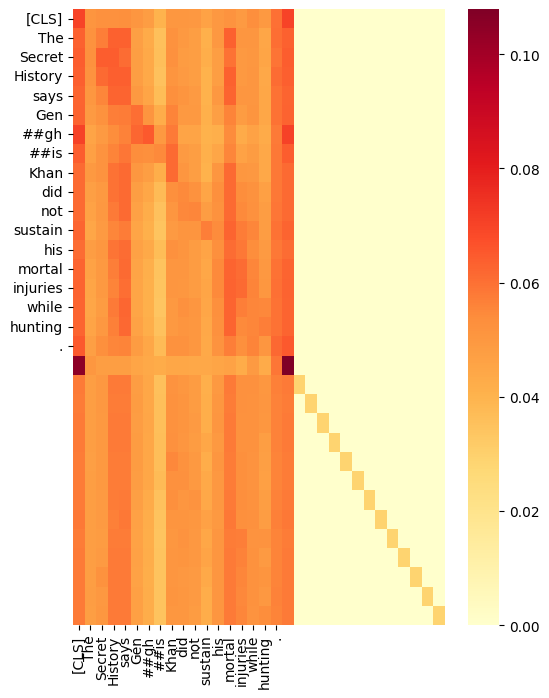 [CLS]
The
Secret
History
says
Gen
##gh
##is
Khan
did
not
sustain
his
mortal
injuries
while
hunting
.
[CLS]
The
Secret
History
says
Gen
##gh
##is
Khan
did
not
sustain
his
mortal
injuries
while
hunting
.
0.10
0.08
0.06
0.04
0.02
0.00